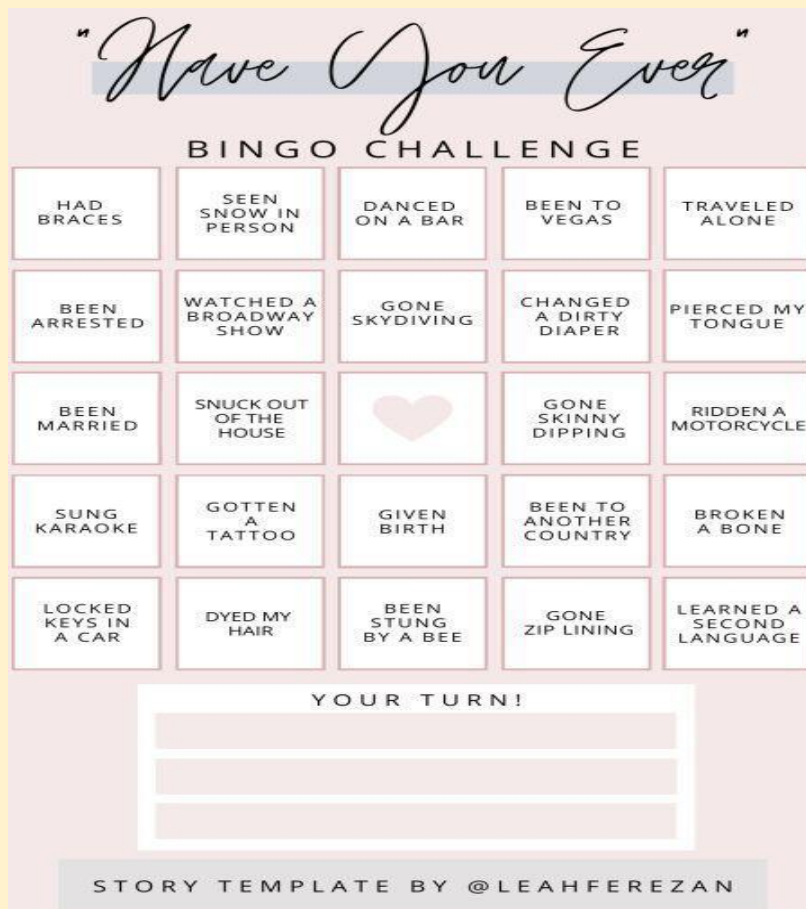 "Have You Ever"
BINGO CHALLENGE
HAD
BRACES
SEEN
SNOW IN
PERSON
DANCED
ON A BAR
BEEN TO
VEGAS
TRAVELED
ALONE
BEEN
ARRESTED
WATCHED A
BROADWAY
SHOW
GONE
SKYDIVING
CHANGED
A DIRTY
DIAPER
PIERCED MY
TONGUE
BEEN
MARRIED
SNUCK OUT
OF THE
HOUSE
GONE
SKINNY
DIPPING
RIDDEN A
MOTORCYCLE
SUNG
KARAOKE
GOTTEN
A
TATTOO
GIVEN
BIRTH
BEEN TO
ANOTHER
COUNTRY
BROKEN
A BONE
LOCKED
KEYS IN
A CAR
DYED MY
HAIR
BEEN
STUNG
BY A BEE
GONE
ZIP LINING
LEARNED A
SECOND
LANGUAGE
YOUR TURN!
STORY TEMPLATE BY @LEAHFEREZAN